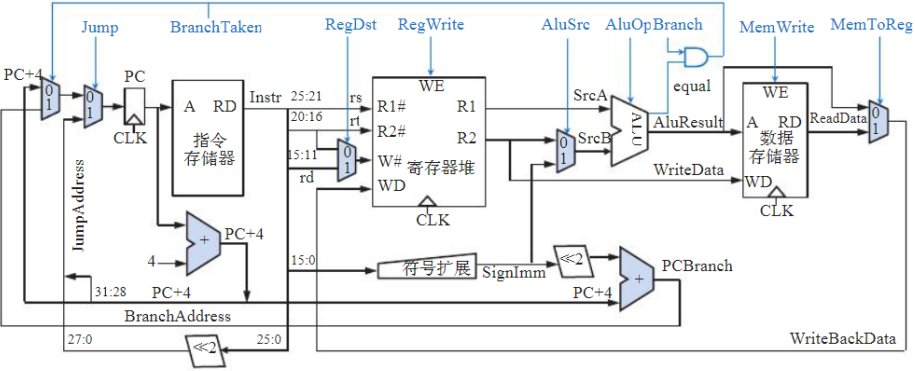 Jump
BranchTaken
RegDst
RegWrite
AluSrc
AluOp
Branch
MemWrite
MemToReg
PC+4
0
1
0
1
PC
CLK
A RD
指令
存储器
Instr
25:21 rs
20:16 rt
15:11
rd
0
1
WE
R1# R1
R2# R2
W# 寄存器堆
WD
CLK
SrcA
0
1
SrcB
ALU
equal
AluResult
WriteData
WE
A RD
数据
存储器
WD
CLK
ReadData
0
1
JumpAddress
4
+
PC+4
15:0
符号扩展
SignImm
≪2
+
PCBranch
PC+4
31:28
PC+4
BranchAddress
27:0
≪2
25:0
WriteBackData